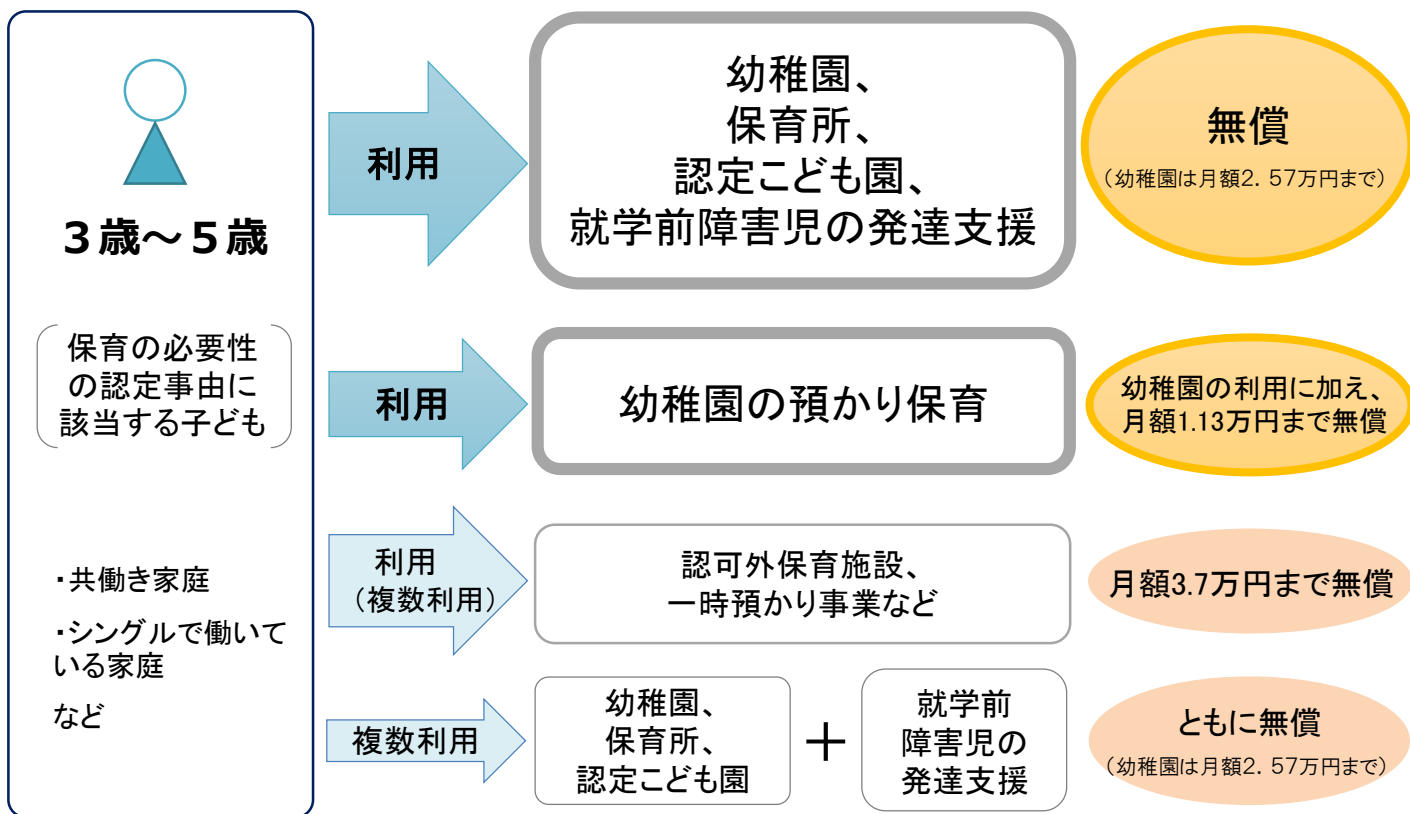 3歳~5歳
保育の必要性
の認定事由に
該当する子ども
・共働き家庭
・シングルで働いて
いる家庭
など
利用
幼稚園、
保育所、
認定こども園、
就学前障害児の発達支援
無償
(幼稚園は月額2.57万円まで)
利用
幼稚園の預かり保育
幼稚園の利用に加え、
月額1.13万円まで無償
利用
(複数利用)
認可外保育施設、
一時預かり事業など
月額3.7万円まで無償
複数利用
幼稚園、
保育所、
認定こども園
+
就学前
障害児の
発達支援
ともに無償
(幼稚園は月額2.57万円まで)